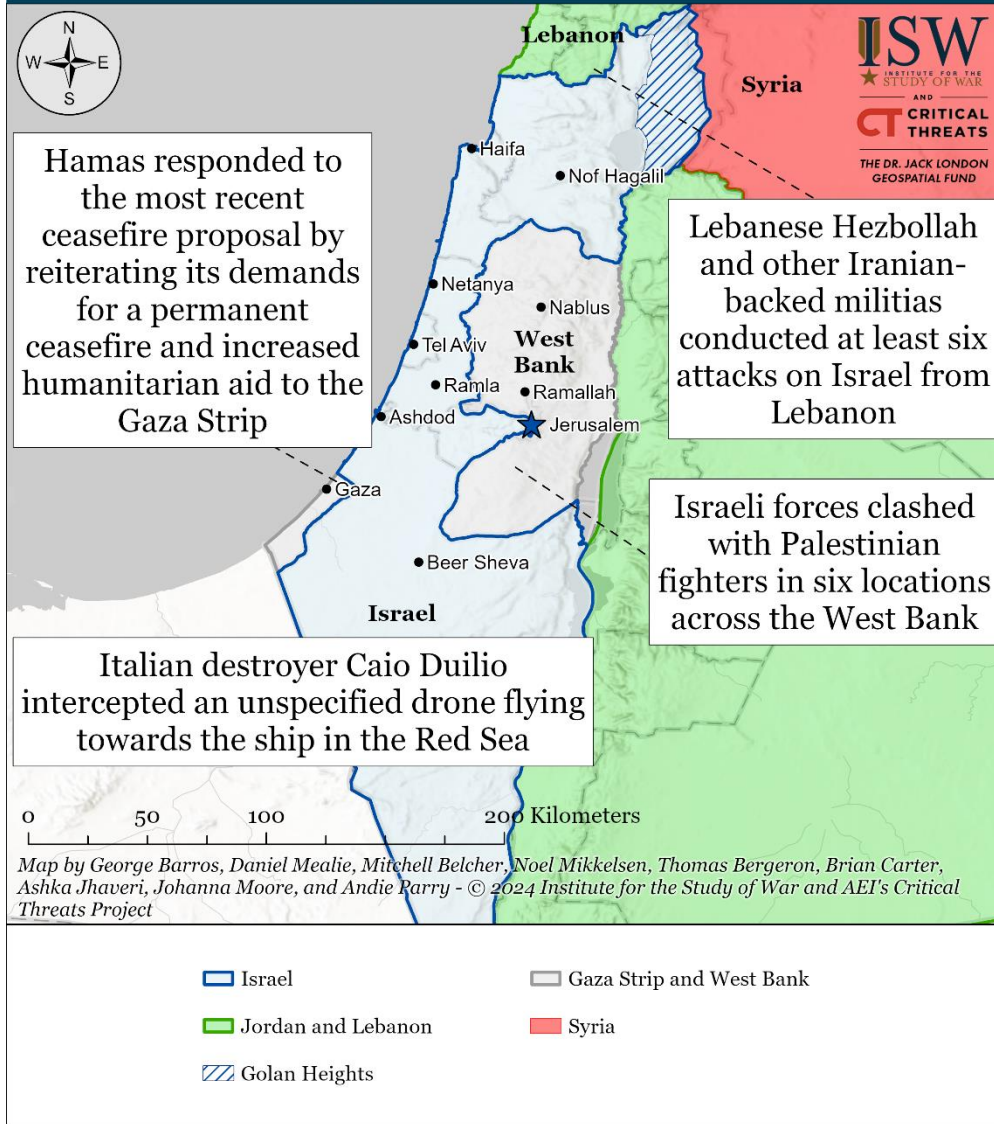 N
W E
S
Lebanon
Syria
ISW
INSTITUTE FOR THE
STUDY OF WAR
AND
CT CRITICAL
THREATS
THE DR. JACK LONDON
GEOSPATIAL FUND
Haifa
Nof Hagalil
Hamas responded to
the most recent
ceasefire proposal by
reiterating its demands
for a permanent
ceasefire and increased
humanitarian aid to the
Gaza Strip
Lebanese Hezbollah
and other Iranian-
backed militias
conducted at least six
attacks on Israel from
Lebanon
Netanya
Nablus
West
Bank
Tel Aviv
Ramla
Ramallah
Ashdod
Jerusalem
Gaza
Israeli forces clashed
with Palestinian
fighters in six locations
across the West Bank
Beer Sheva
Israel
Italian destroyer Caio Duilio
intercepted an unspecified drone flying
towards the ship in the Red Sea
0 50 100 200 Kilometers
Map by George Barros, Daniel Mealie, Mitchell Belcher, Noel Mikkelsen, Thomas Bergeron, Brian Carter,
Ashka Jhaveri, Johanna Moore, and Andie Parry - © 2024 Institute for the Study of War and AEI's Critical
Threats Project
Israel
Gaza Strip and West Bank
Jordan and Lebanon
Syria
Golan Heights